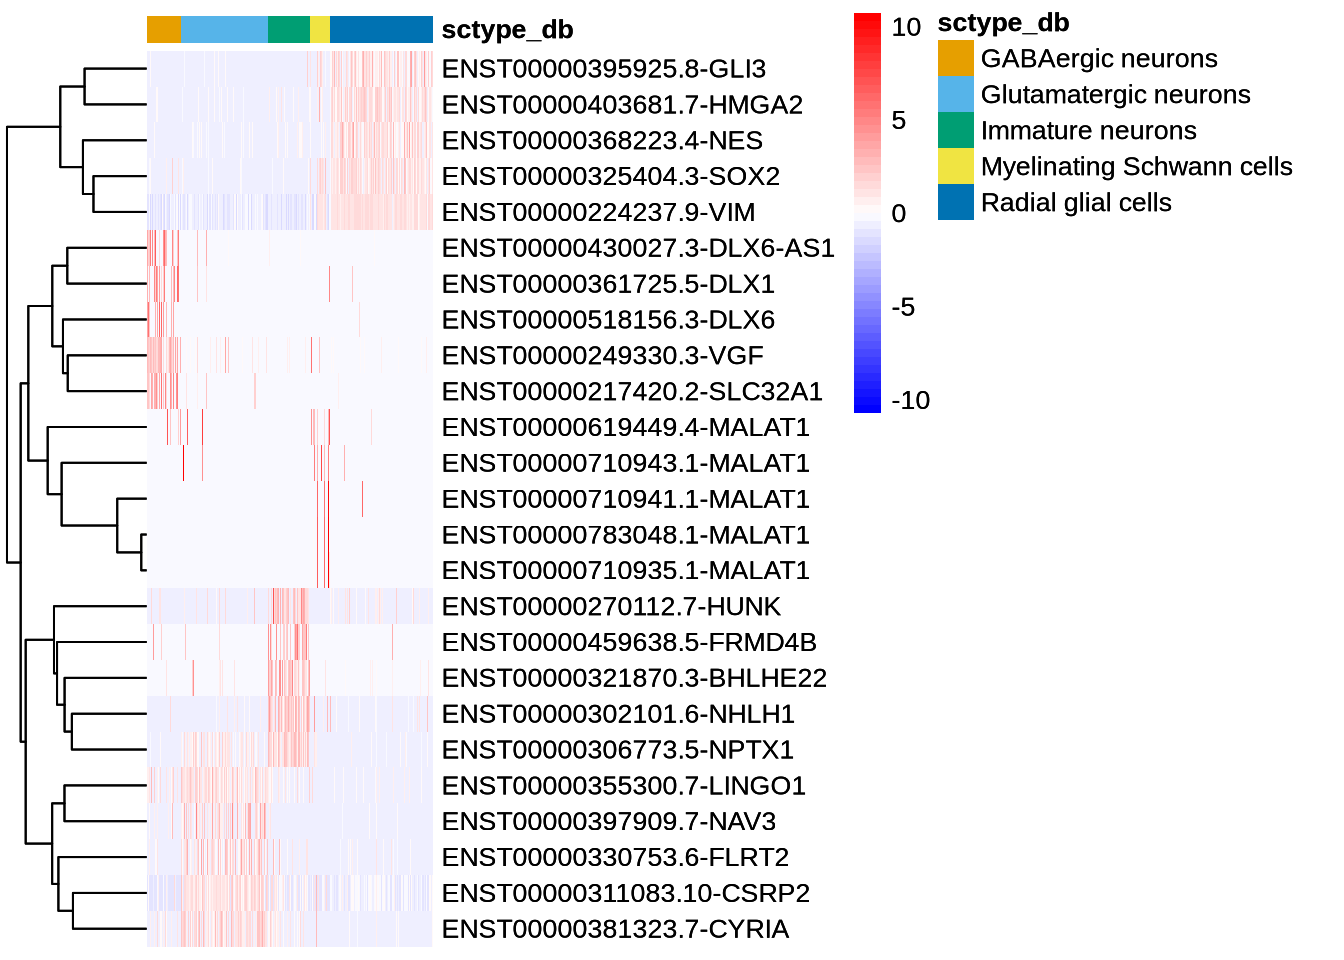 sctype_db
ENST00000395925.8-GLI3
ENST00000403681.7-HMGA2
ENST00000368223.4-NES
ENST00000325404.3-SOX2
ENST00000224237.9-VIM
ENST00000430027.3-DLX6-AS1
ENST00000361725.5-DLX1
ENST00000518156.3-DLX6
ENST00000249330.3-VGF
ENST00000217420.2-SLC32A1
ENST00000619449.4-MALAT1
ENST00000710943.1-MALAT1
ENST00000710941.1-MALAT1
ENST00000783048.1-MALAT1
ENST00000710935.1-MALAT1
ENST00000270112.7-HUNK
ENST00000459638.5-FRMD4B
ENST00000321870.3-BHLHE22
ENST00000302101.6-NHLH1
ENST00000306773.5-NPTX1
ENST00000355300.7-LINGO1
ENST00000397909.7-NAV3
ENST00000330753.6-FLRT2
ENST00000311083.10-CSRP2
ENST00000381323.7-CYRIA
10
5
0
-5
-10
sctype_db
GABAergic neurons
Glutamatergic neurons
Immature neurons
Myelinating Schwann cells
Radial glial cells